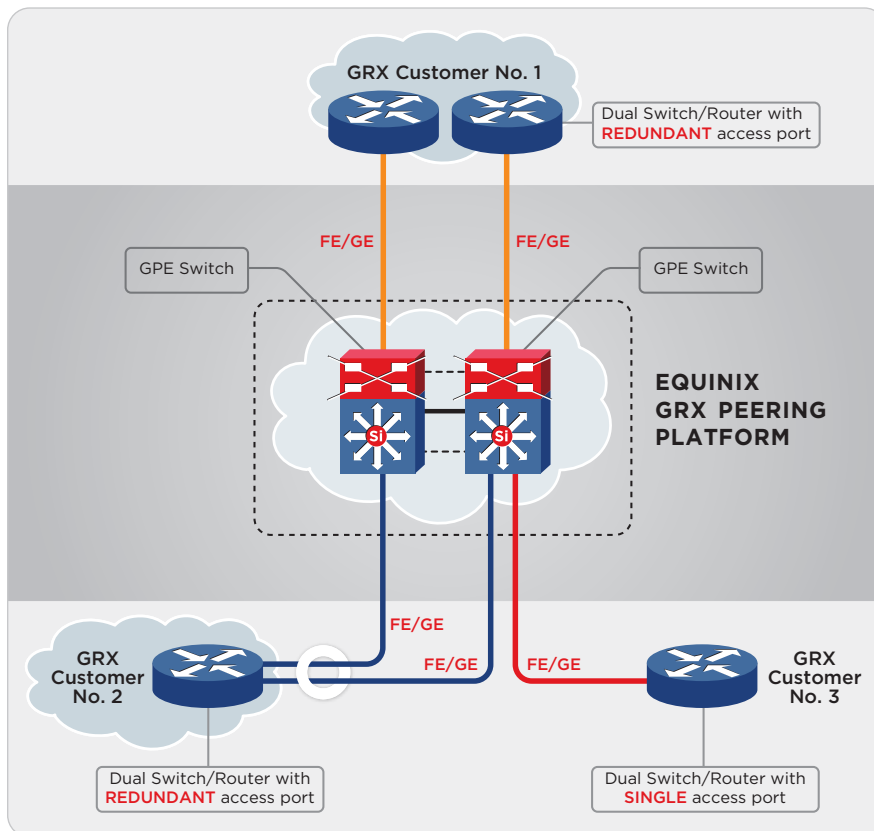 GRX Customer No. 1
Dual Switch/Router with
REDUNDANT access port
FE/GE
FE/GE
GPE Switch
GPE Switch
EQUINIX
GRX PEERING
PLATFORM
Si
Si
FE/GE
FE/GE
FE/GE
GRX
Customer
No. 2
GRX
Customer
No. 3
Dual Switch/Router with
REDUNDANT access port
Dual Switch/Router with
SINGLE access port